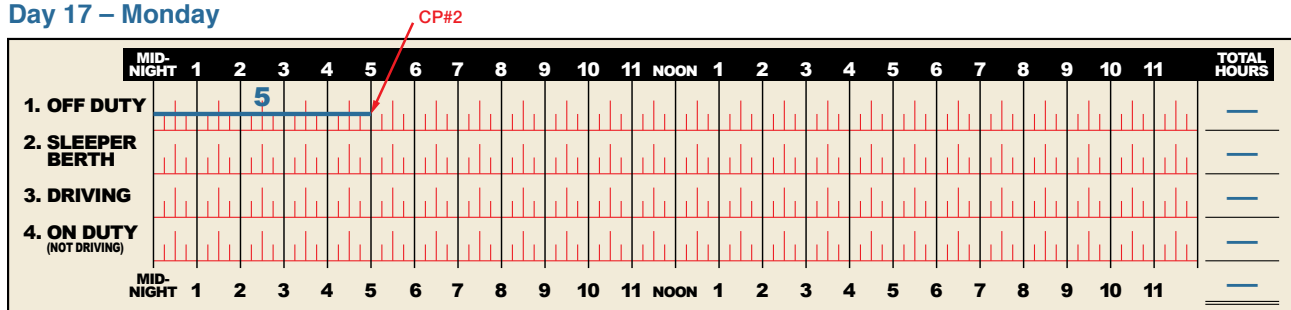 Day 17 – Monday
CP#2
MID-NIGHT 1 2 3 4 5 6 7 8 9 10 11 NOON 1 2 3 4 5 6 7 8 9 10 11 TOTAL HOURS
5
1. OFF DUTY —
2. SLEEPER BERTH —
3. DRIVING —
4. ON DUTY —
(NOT DRIVING)
MID-NIGHT 1 2 3 4 5 6 7 8 9 10 11 NOON 1 2 3 4 5 6 7 8 9 10 11 —